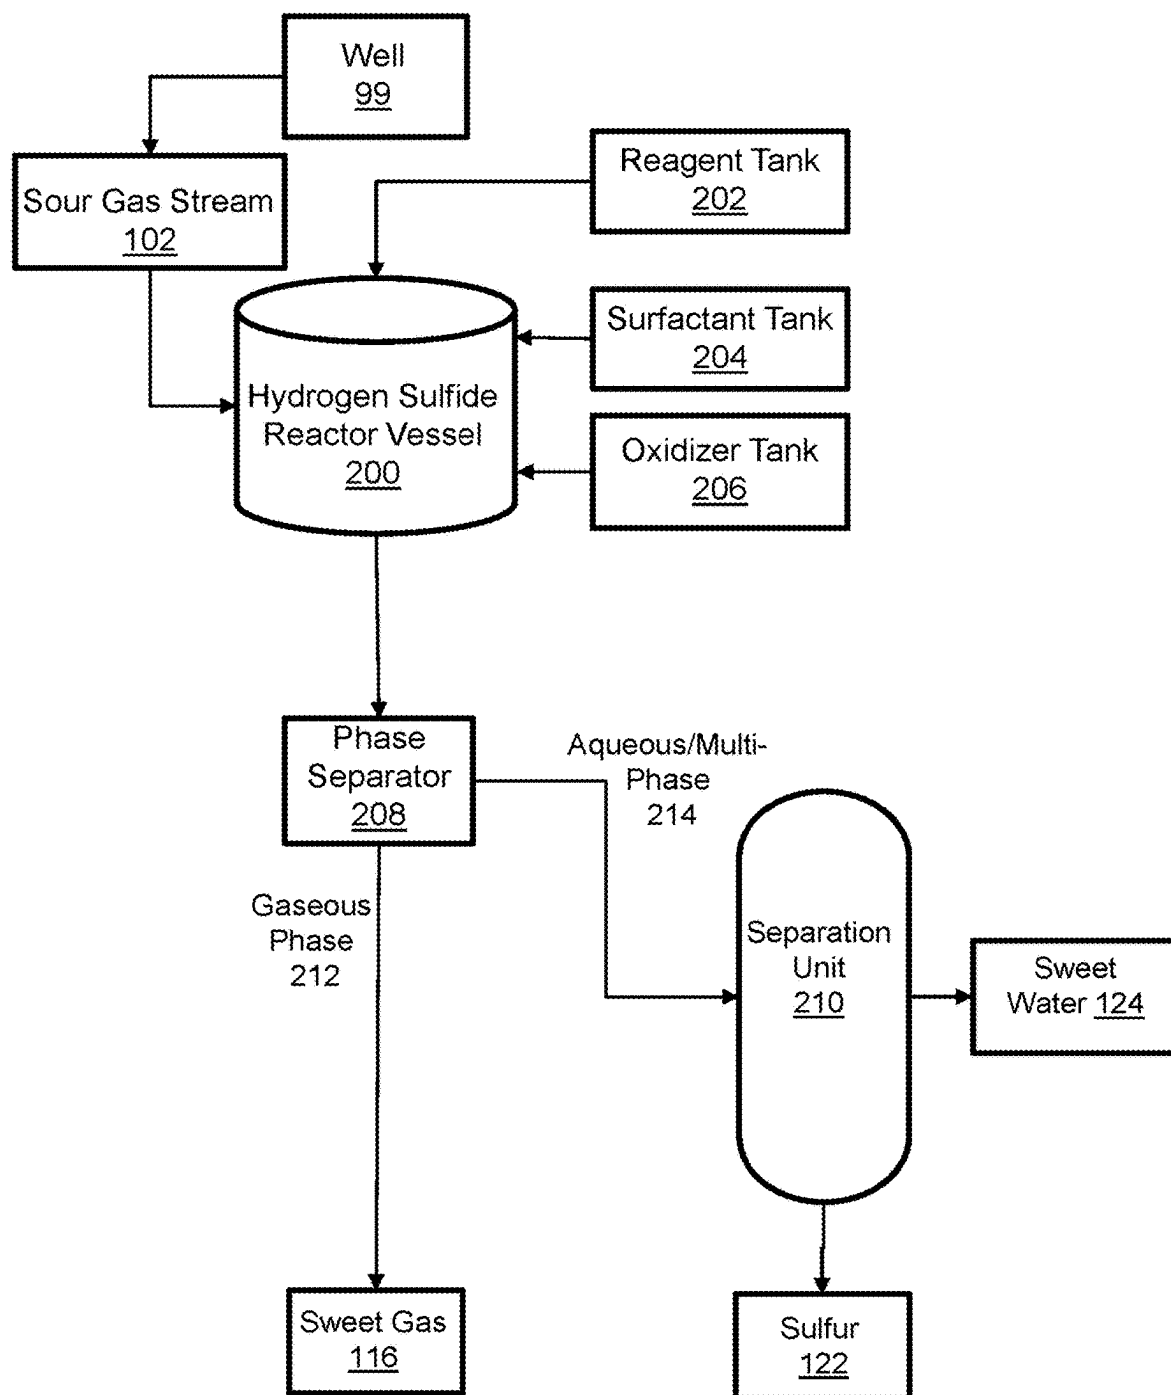 Well
99
Sour Gas Stream
102
Reagent Tank
202
Surfactant Tank
204
Hydrogen Sulfide
Reactor Vessel
200
Oxidizer Tank
206
Phase
Separator
208
Aqueous/Multi-
Phase
214
Gaseous
Phase
212
Separation
Unit
210
Sweet
Water 124
Sweet Gas
116
Sulfur
122